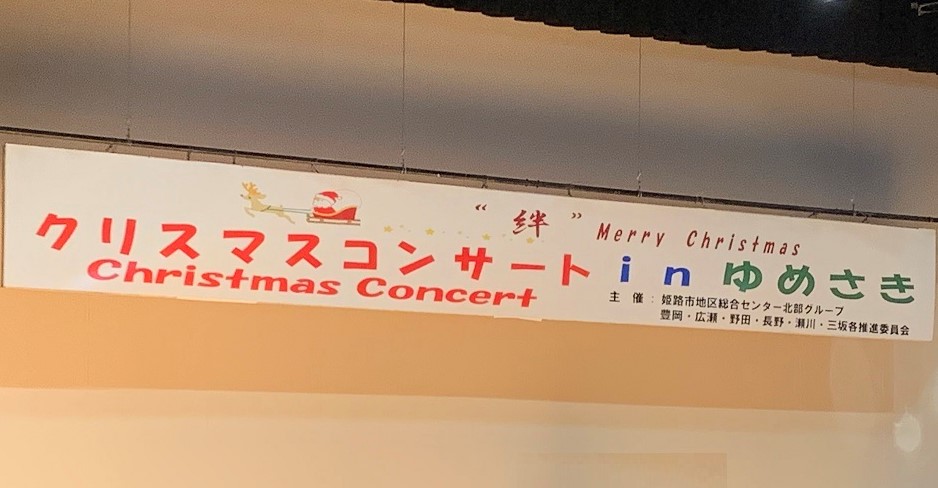 “絆” Merry Christmas
クリスマスコンサート in ゆめさき
Christmas Concert
主 催 : 姫路市地区総合センター北部グループ
豊岡・広瀬・野田・長野・瀬川・三坂各推進委員会